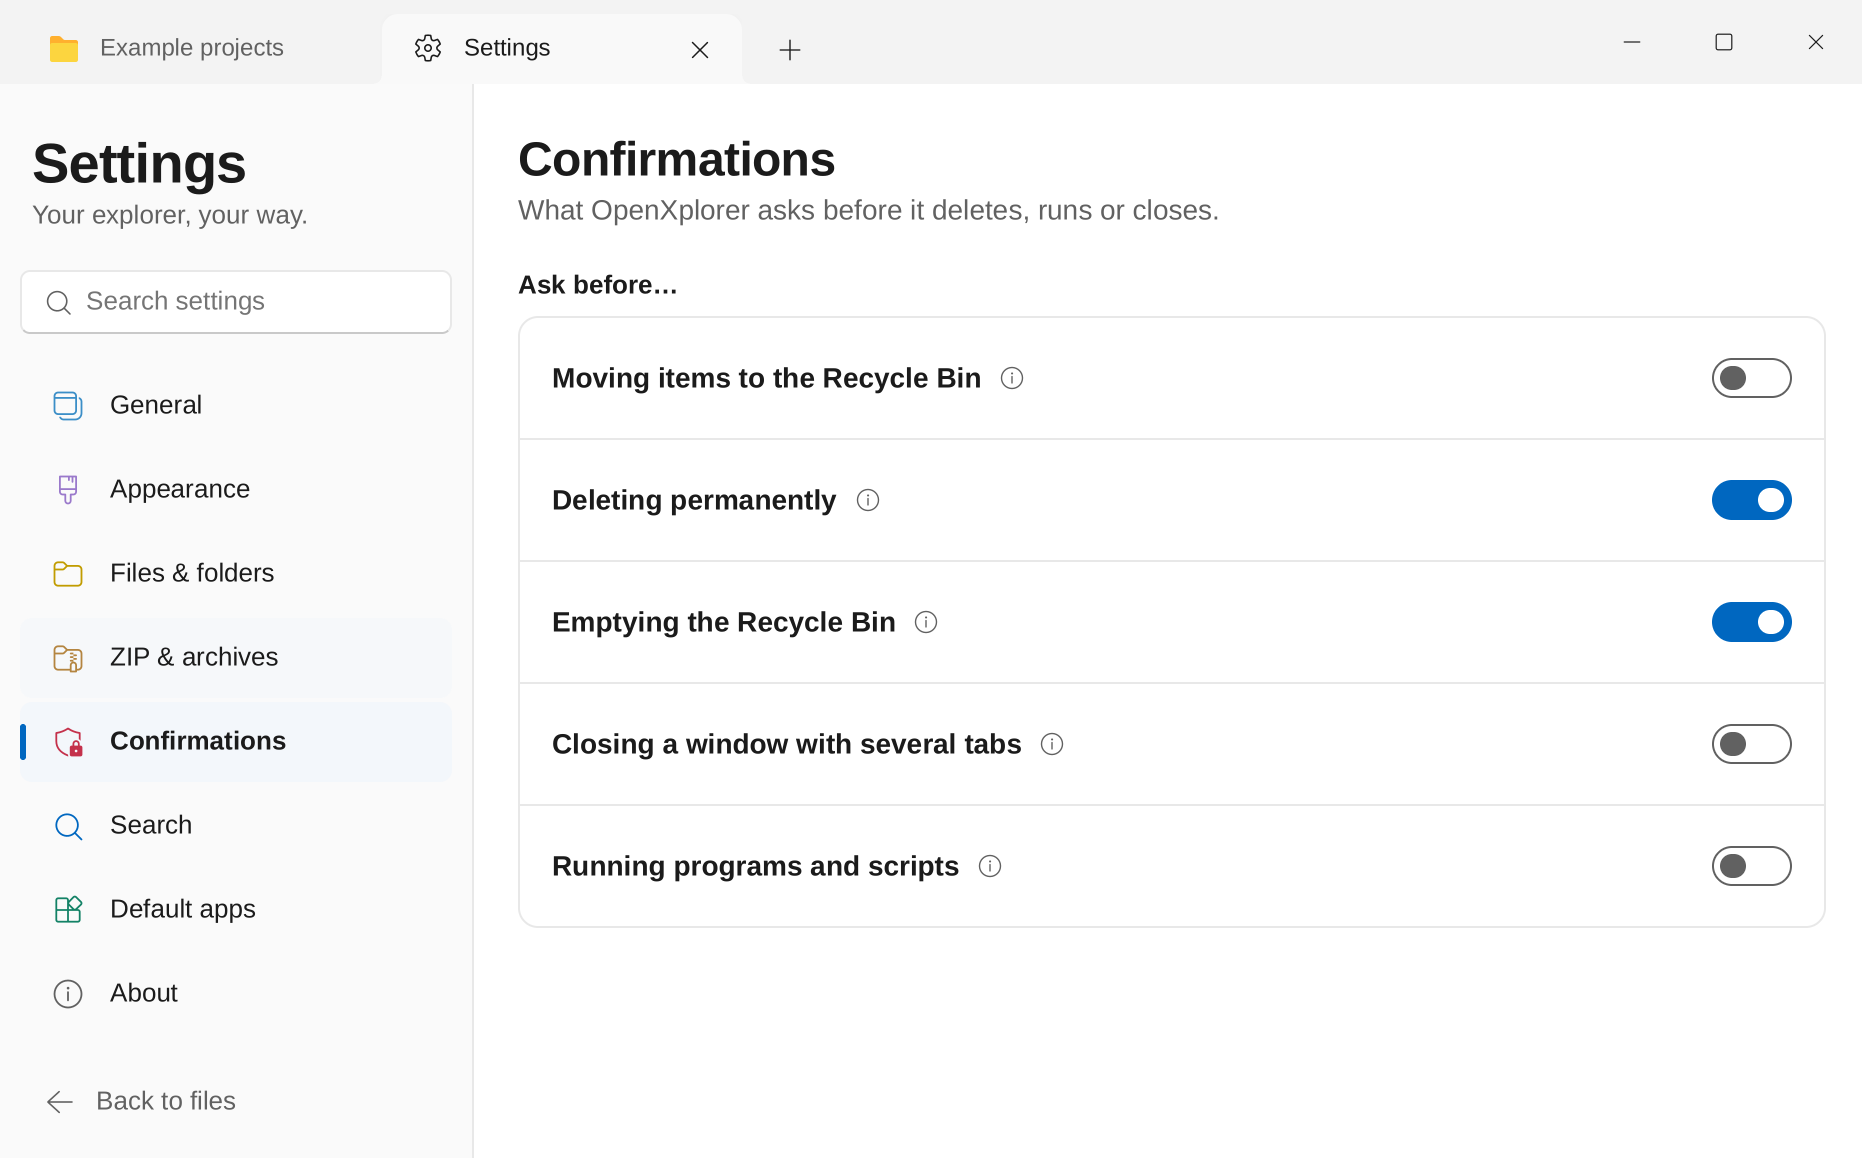 Example projects
Settings
Settings
Your explorer, your way.
Search settings
General
Appearance
Files & folders
ZIP & archives
Confirmations
Search
Default apps
About
Back to files
Confirmations
What OpenXplorer asks before it deletes, runs or closes.
Ask before…
Moving items to the Recycle Bin
Deleting permanently
Emptying the Recycle Bin
Closing a window with several tabs
Running programs and scripts